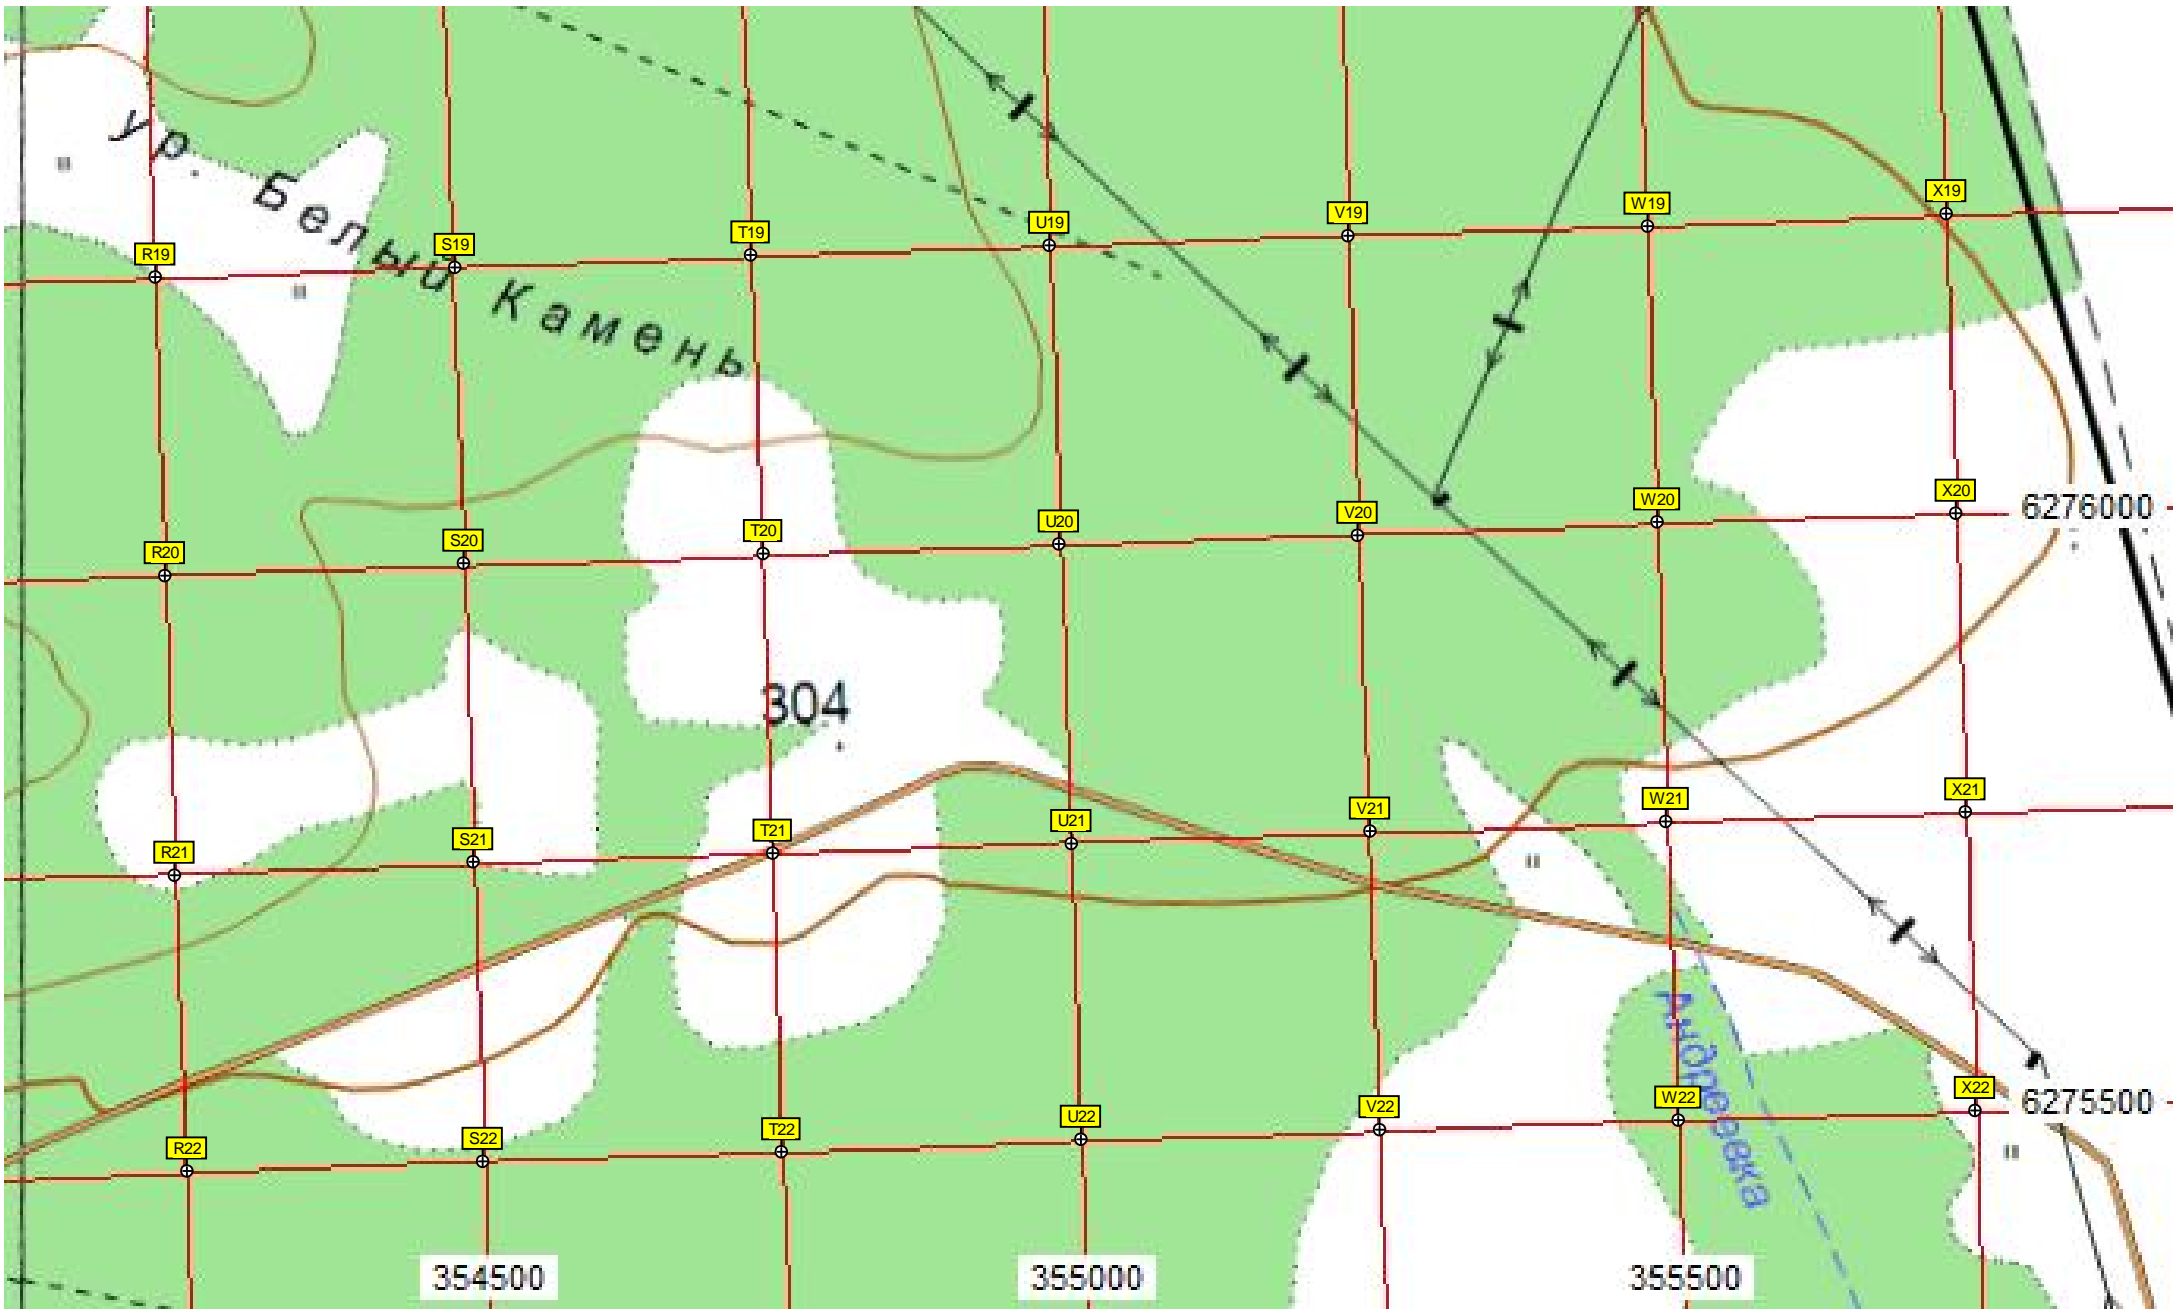 ур. Белый Камень
R19 S19 T19 U19 V19 W19 X19
R20 S20 T20 U20 V20 W20 X20
6276000
304
R21 S21 T21 U21 V21 W21 X21
Андреевка
R22 S22 T22 U22 V22 W22 X22
6275500
354500 355000 355500